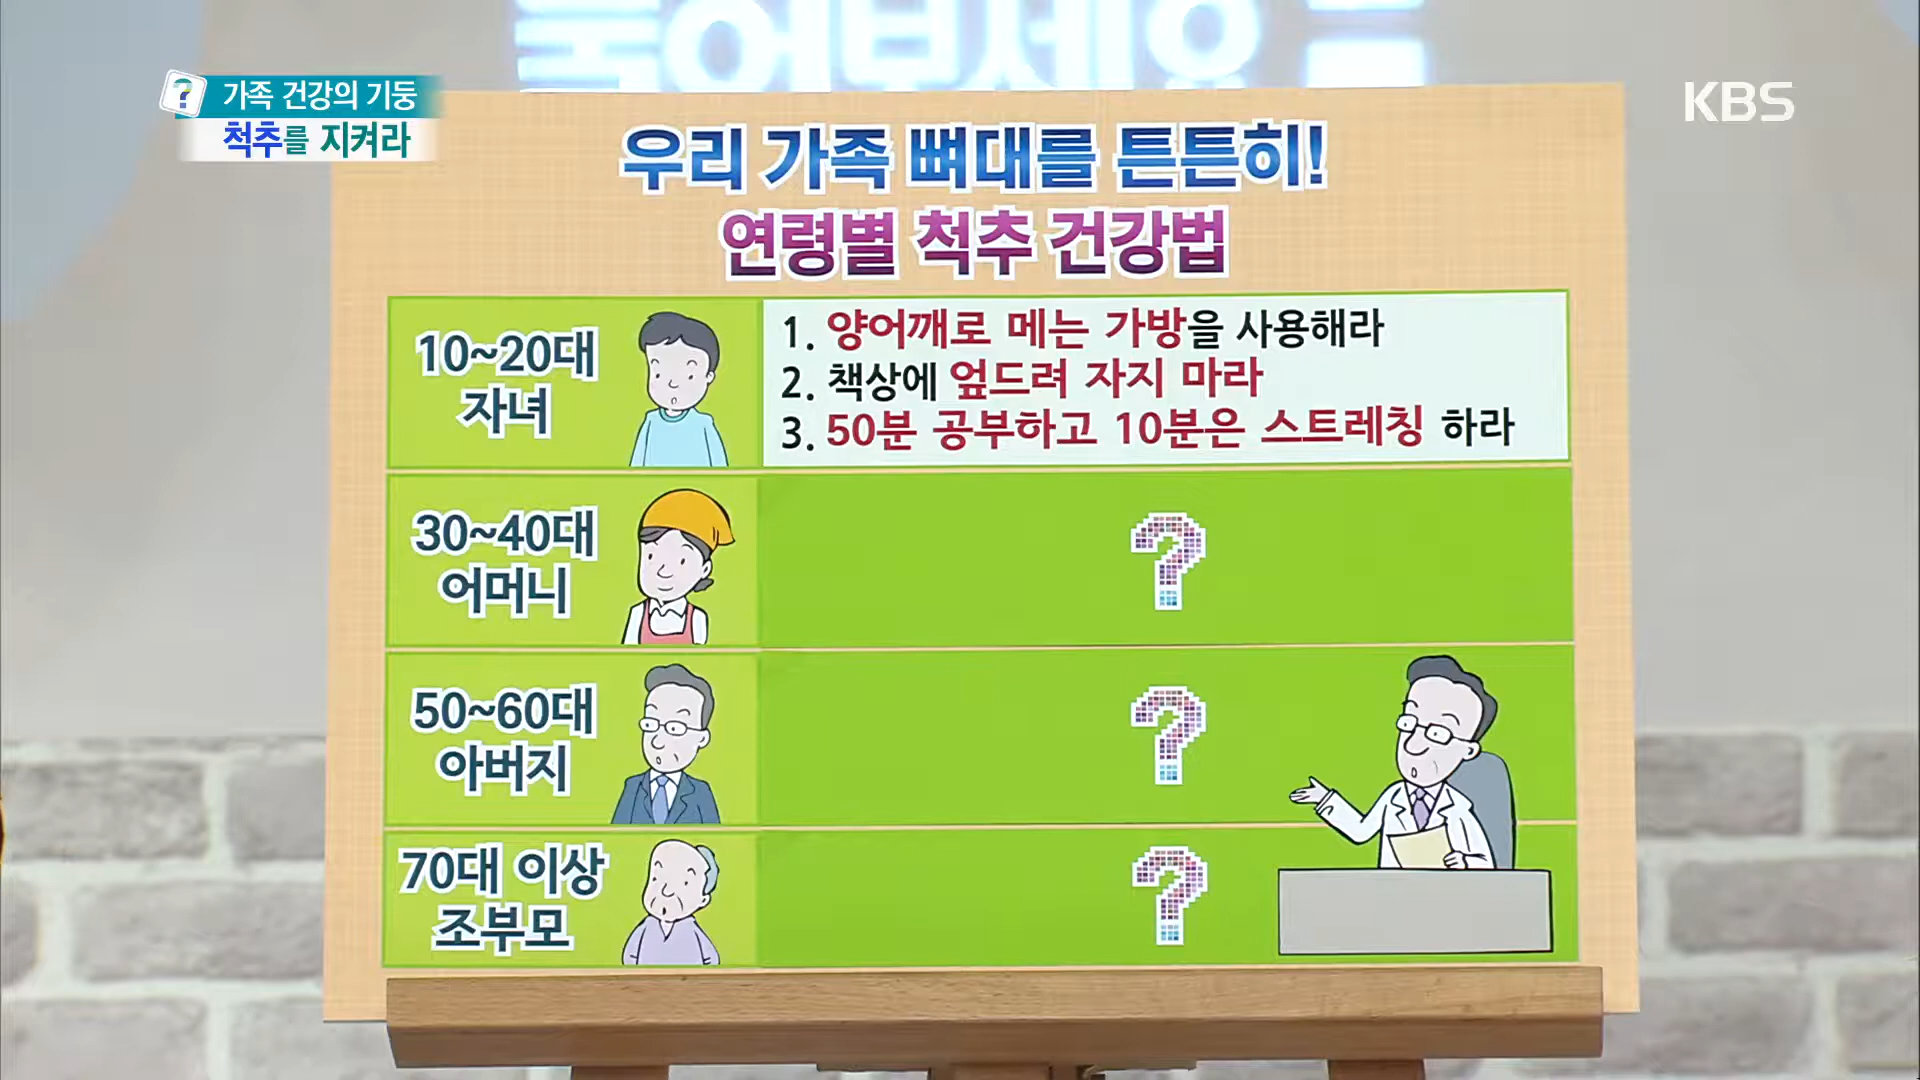 물어보세요
가족 건강의 기둥
척추를 지켜라
KBS
우리 가족 뼈대를 튼튼히!
연령별 척추 건강법
10~20대
자녀
1. 양어깨로 메는 가방을 사용해라
2. 책상에 엎드려 자지 마라
3. 50분 공부하고 10분은 스트레칭 하라
30~40대
어머니
?
50~60대
아버지
?
70대 이상
조부모
?